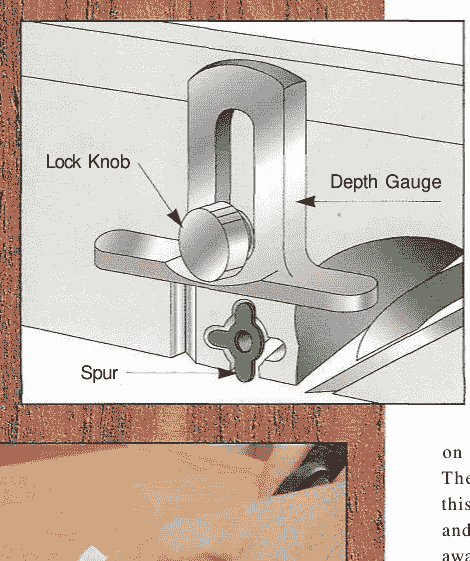 Lock Knob
Depth Gauge
Spur
on
The
this
and
awa